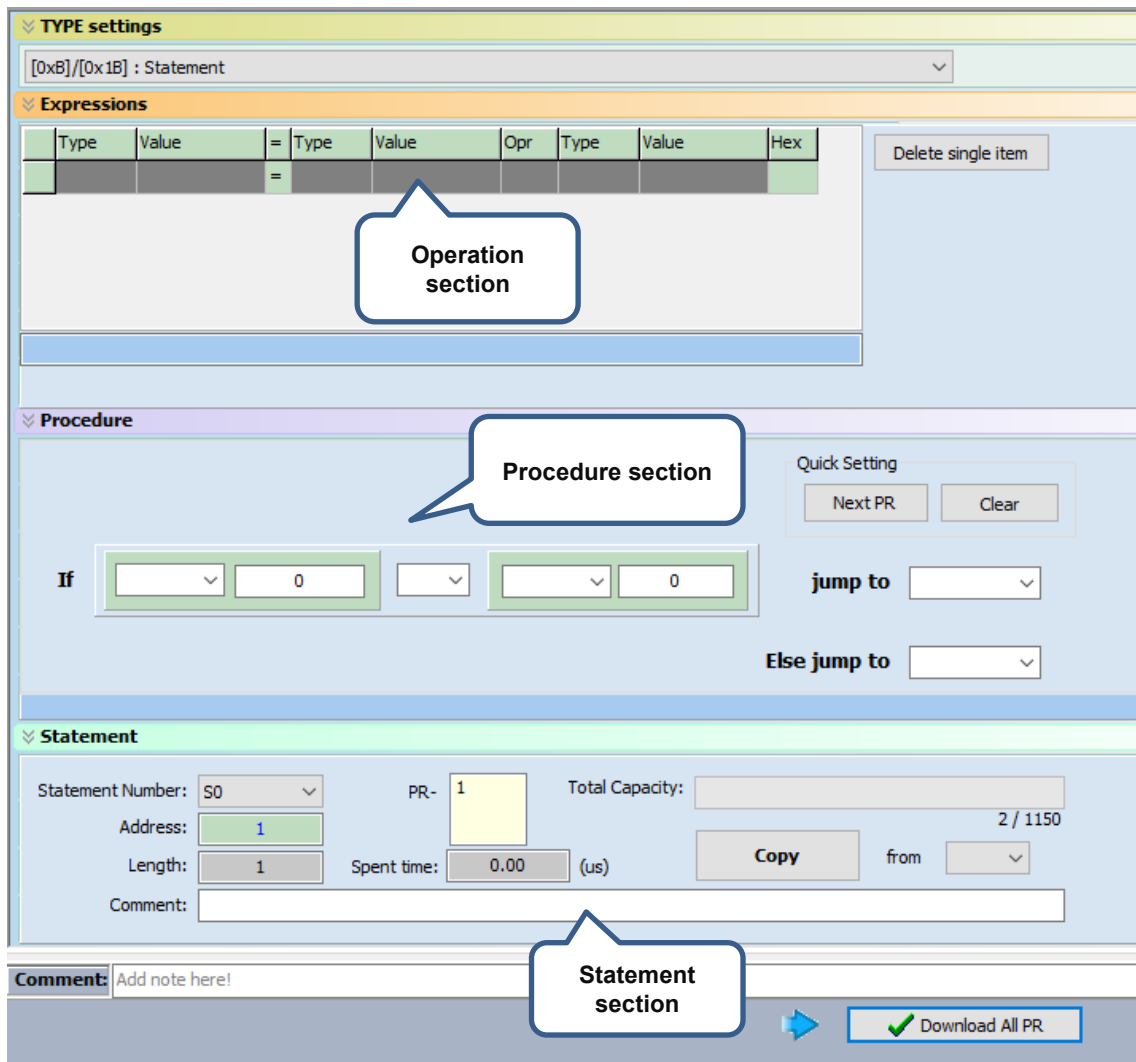 TYPE settings
[0xB]/[0x1B] : Statement
Expressions
Type Value = Type Value Opr Type Value Hex
=
Delete single item
Operation
section
Procedure
Procedure section
Quick Setting
Next PR Clear
If 0 0 jump to
Else jump to
Statement
Statement Number: S0 PR- 1 Total Capacity:
2 / 1150
Address: 1
Length: 1 Spent time: 0.00 (us) Copy from
Comment:
Statement
section
Comment: Add note here!
Download All PR